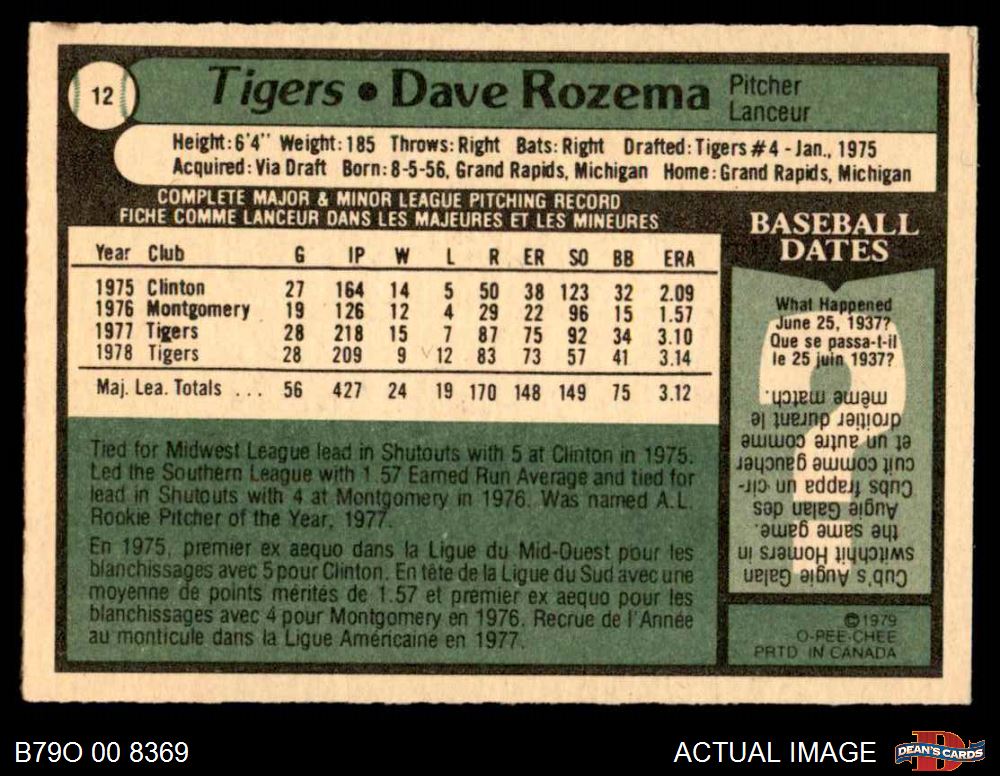 12
Tigers • Dave Rozema
Pitcher
Lanceur
Height:6'4'' Weight:185 Throws:Right Bats:Right Drafted:Tigers #4 - Jan., 1975
Acquired:Via Draft Born:8-5-56, Grand Rapids, Michigan Home:Grand Rapids, Michigan
COMPLETE MAJOR & MINOR LEAGUE PITCHING RECORD
FICHE COMME LANCEUR DANS LES MAJEURES ET LES MINEURES
Year Club G IP W L R ER SO BB ERA
1975 Clinton 27 164 14 5 50 38 123 32 2.09
1976 Montgomery 19 126 12 4 29 22 96 15 1.57
1977 Tigers 28 218 15 7 87 75 92 34 3.10
1978 Tigers 28 209 9 12 83 73 57 41 3.14
Maj. Lea. Totals ... 56 427 24 19 170 148 149 75 3.12
Tied for Midwest League lead in Shutouts with 5 at Clinton in 1975.
Led the Southern League with 1.57 Earned Run Average and tied for
lead in Shutouts with 4 at Montgomery in 1976. Was named A.L.
Rookie Pitcher of the Year, 1977.
En 1975, premier ex aequo dans la Ligue du Mid-Ouest pour les
blanchissages avec 5 pour Clinton. En tête de la Ligue du Sud avec une
moyenne de points mérités de 1.57 et premier ex aequo pour les
blanchissages avec 4 pour Montgomery en 1976. Recrue de l'Année
au monticule dans la Ligue Américaine en 1977.
BASEBALL
DATES
What Happened
June 25, 1937?
Que se passa-t-il
le 25 juin 1937?
Cub's Augie Galan
switchhit Homers in
the same game.
Augie Galan des
Cubs frappa un cir-
cuit comme gaucher
et un autre comme
droitier durant le
même match.
©1979
O-PEE-CHEE
PRTD IN CANADA
B79O 00 8369
ACTUAL IMAGE
DEAN'S CARDS